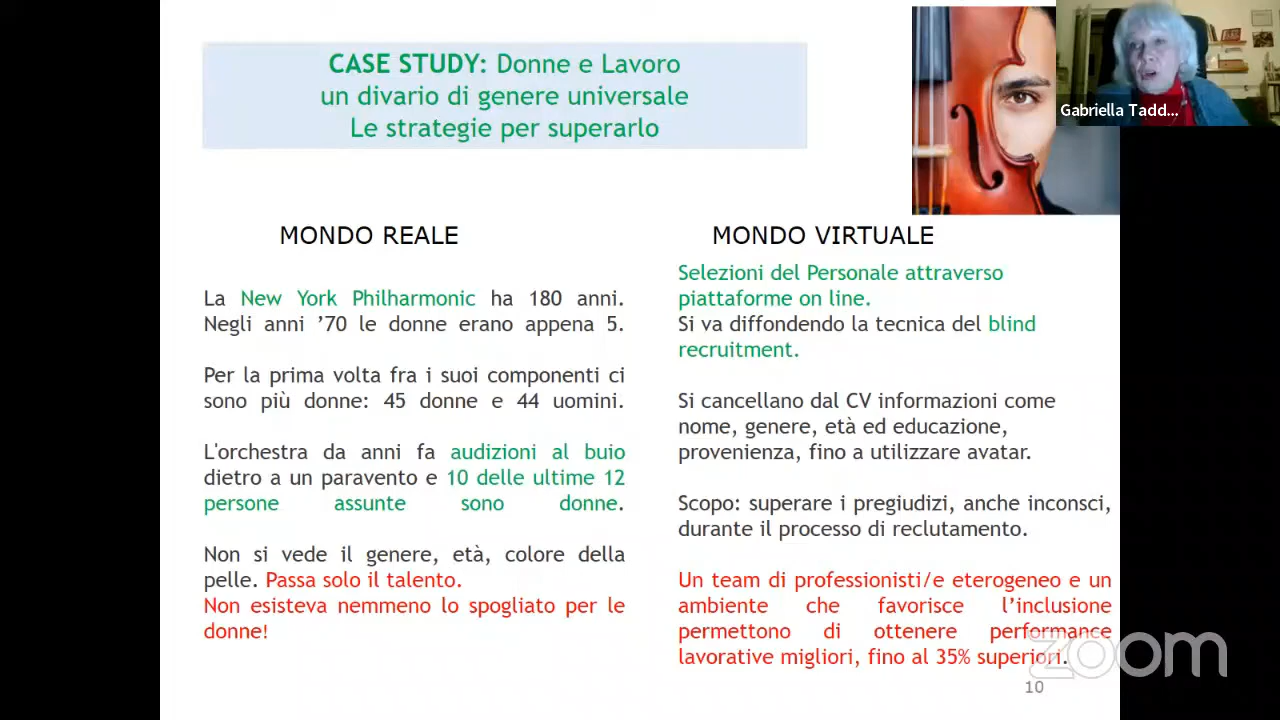 CASE STUDY: Donne e Lavoro
un divario di genere universale
Le strategie per superarlo
Gabriella Tadd...
MONDO REALE
La New York Philharmonic ha 180 anni.
Negli anni ’70 le donne erano appena 5.
Per la prima volta fra i suoi componenti ci
sono più donne: 45 donne e 44 uomini.
L'orchestra da anni fa audizioni al buio
dietro a un paravento e 10 delle ultime 12
persone assunte sono donne.
Non si vede il genere, età, colore della
pelle. Passa solo il talento.
Non esisteva nemmeno lo spogliato per le
donne!
MONDO VIRTUALE
Selezioni del Personale attraverso
piattaforme on line.
Si va diffondendo la tecnica del blind
recruitment.
Si cancellano dal CV informazioni come
nome, genere, età ed educazione,
provenienza, fino a utilizzare avatar.
Scopo: superare i pregiudizi, anche inconsci,
durante il processo di reclutamento.
Un team di professionisti/e eterogeneo e un
ambiente che favorisce l’inclusione
permettono di ottenere performance
lavorative migliori, fino al 35% superiori.
zoom
10